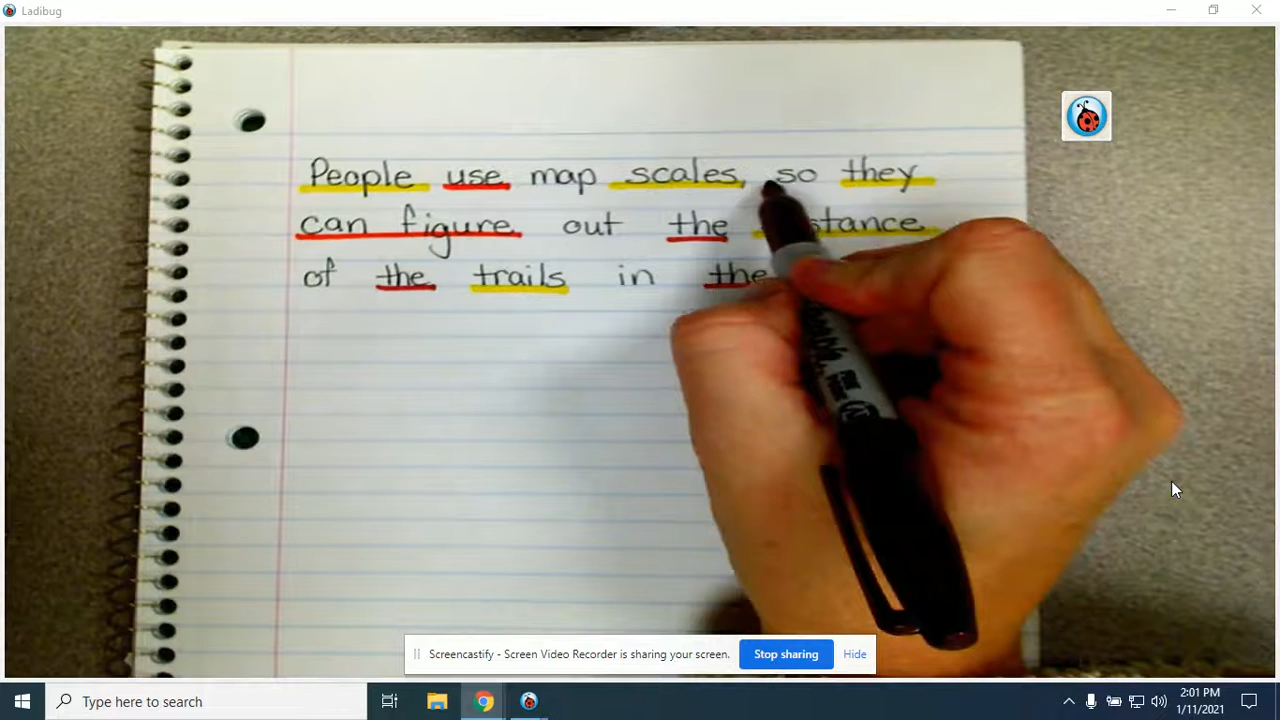 Ladibug
People use map scales, so they
can figure out the stance
of the trails in the
Screencastify - Screen Video Recorder is sharing your screen. Stop sharing Hide
Type here to search
2:01 PM
1/11/2021